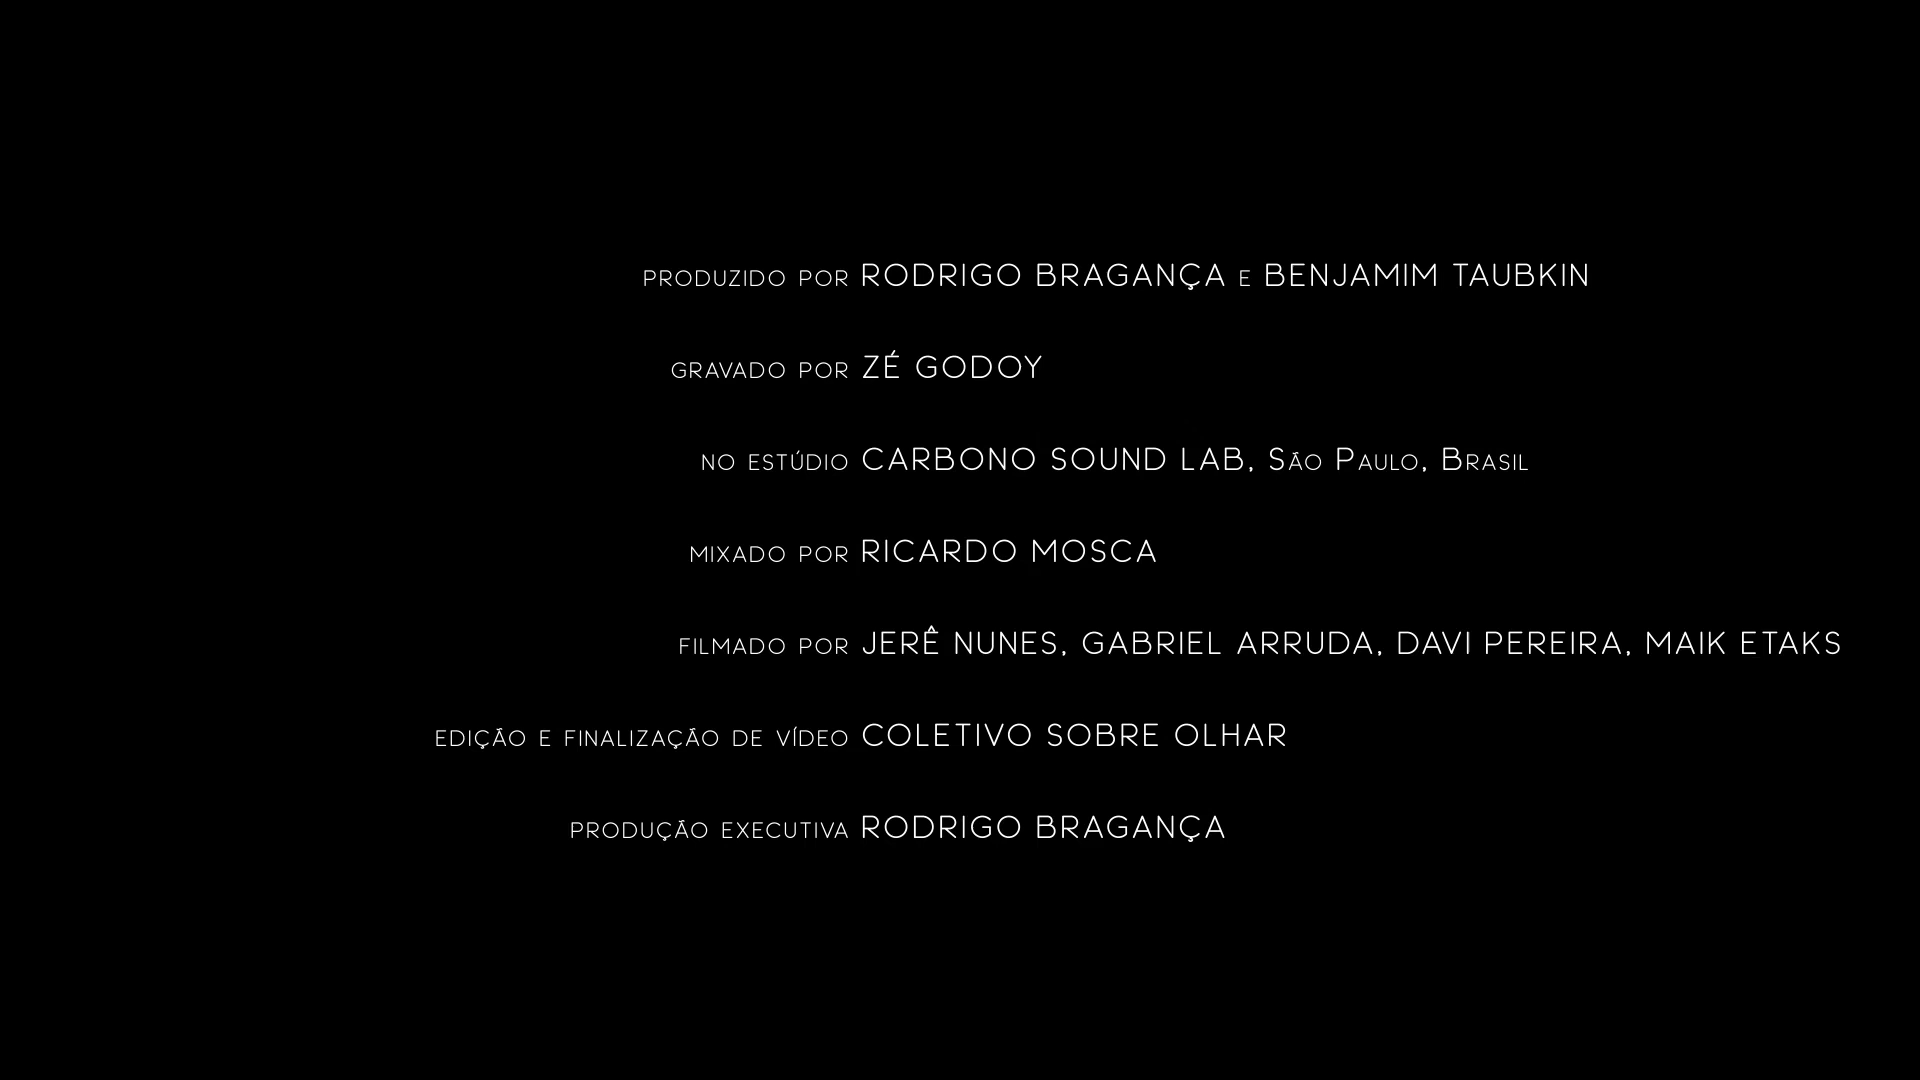 PRODUZIDO POR RODRIGO BRAGANÇA E BENJAMIM TAUBKIN
GRAVADO POR ZÉ GODOY
NO ESTÚDIO CARBONO SOUND LAB, SÃO PAULO, BRASIL
MIXADO POR RICARDO MOSCA
FILMADO POR JERÊ NUNES, GABRIEL ARRUDA, DAVI PEREIRA, MAIK ETAKS
EDIÇÃO E FINALIZAÇÃO DE VÍDEO COLETIVO SOBRE OLHAR
PRODUÇÃO EXECUTIVA RODRIGO BRAGANÇA